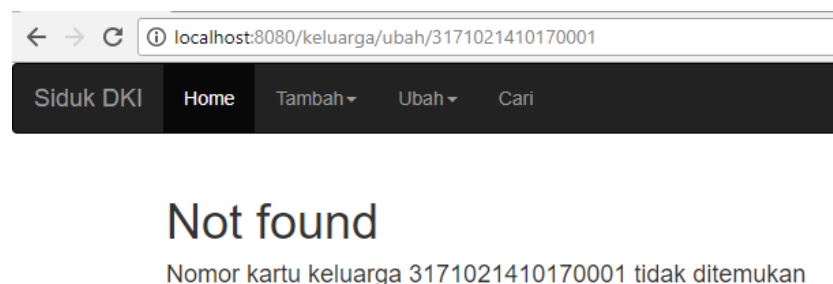 localhost:8080/keluarga/ubah/3171021410170001
Siduk DKI Home Tambah Ubah Cari
Not found
Nomor kartu keluarga 3171021410170001 tidak ditemukan